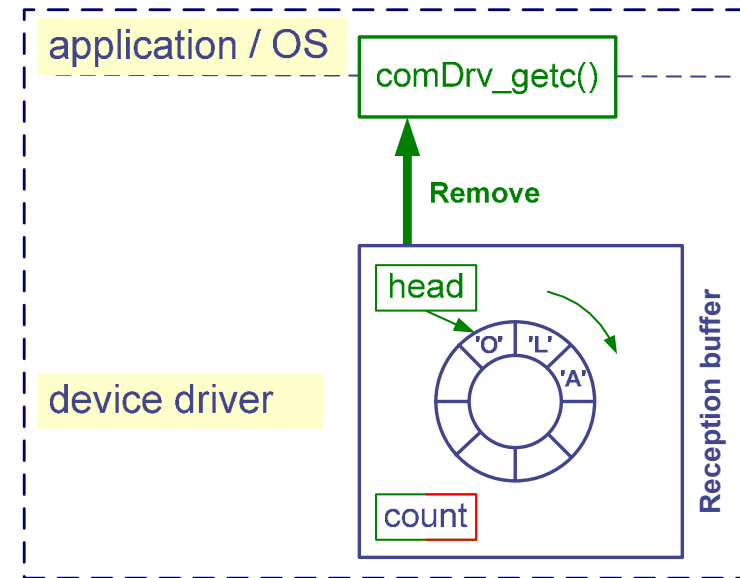 application / OS
comDrv_getc()
Remove
head
'O' 'L' 'A'
device driver
count
Reception buffer